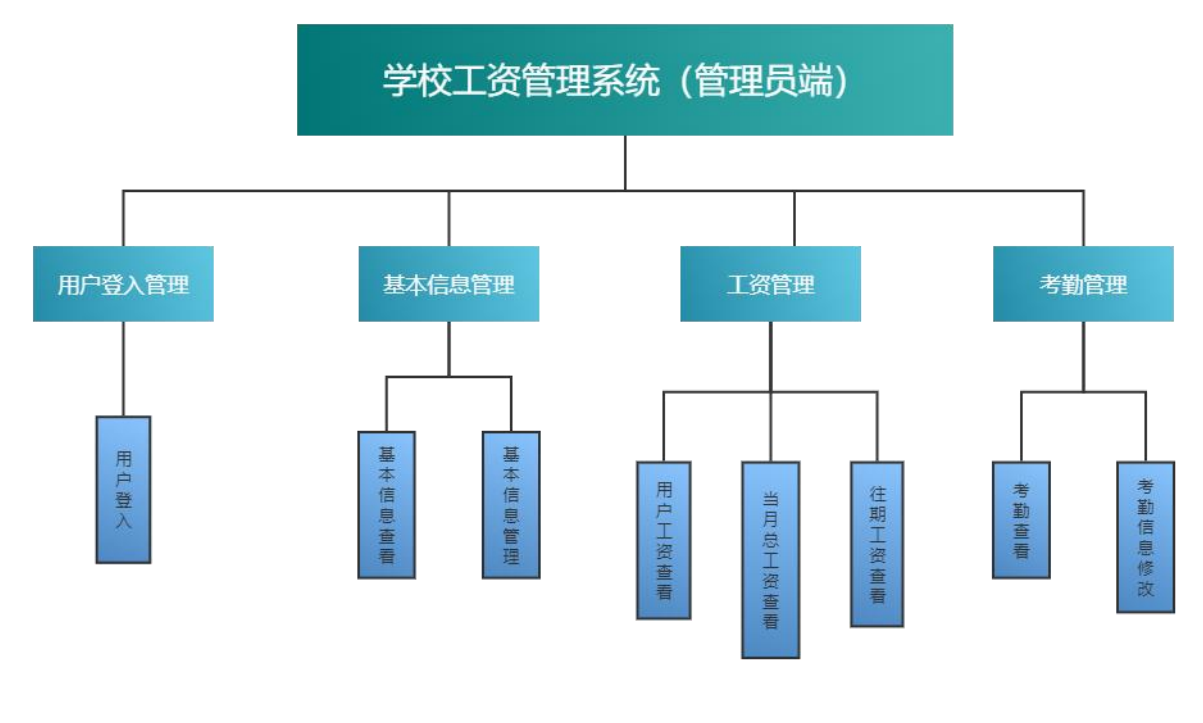 学校工资管理系统（管理员端）
用户登入管理
基本信息管理
工资管理
考勤管理
用户登入
基本信息查看
基本信息管理
用户工资查看
当月总工资查看
往期工资查看
考勤查看
考勤信息修改